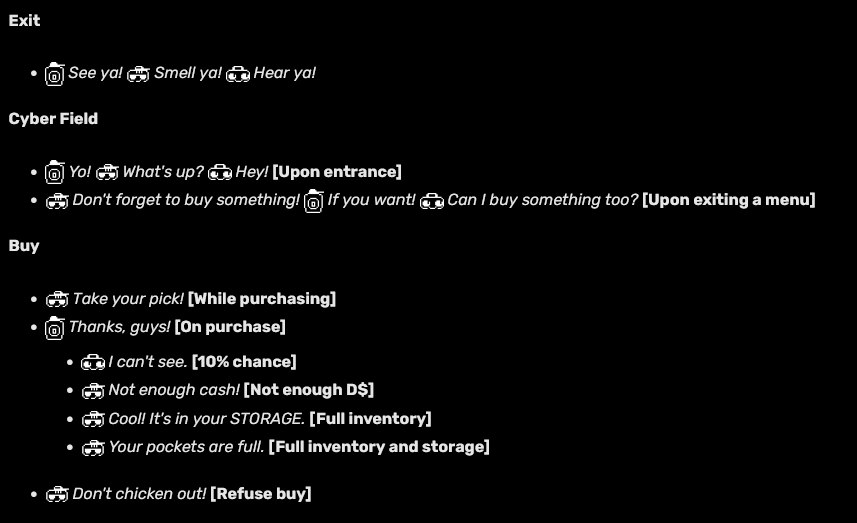 Exit
See ya! Smell ya! Hear ya!
Cyber Field
Yo! What's up? Hey! [Upon entrance]
Don't forget to buy something! If you want! Can I buy something too? [Upon exiting a menu]
Buy
Take your pick! [While purchasing]
Thanks, guys! [On purchase]
I can't see. [10% chance]
Not enough cash! [Not enough D$]
Cool! It's in your STORAGE. [Full inventory]
Your pockets are full. [Full inventory and storage]
Don't chicken out! [Refuse buy]